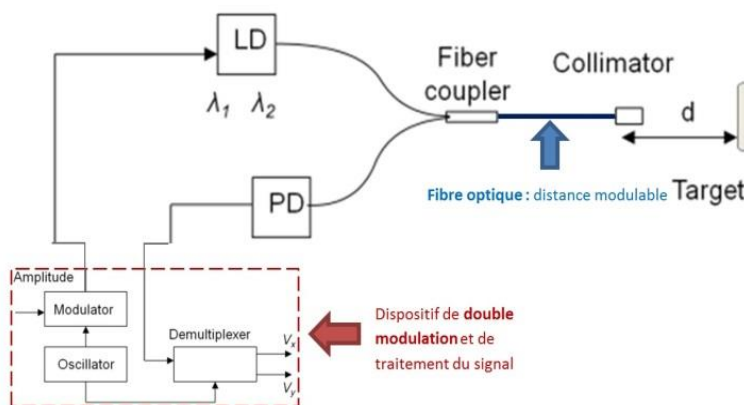 LD
λ1 λ2
Fiber
coupler
Collimator
d
Fibre optique : distance modulable
Target
PD
Amplitude
Modulator
Oscillator
Demultiplexer
Vx
Vy
Dispositif de double
modulation et de
traitement du signal